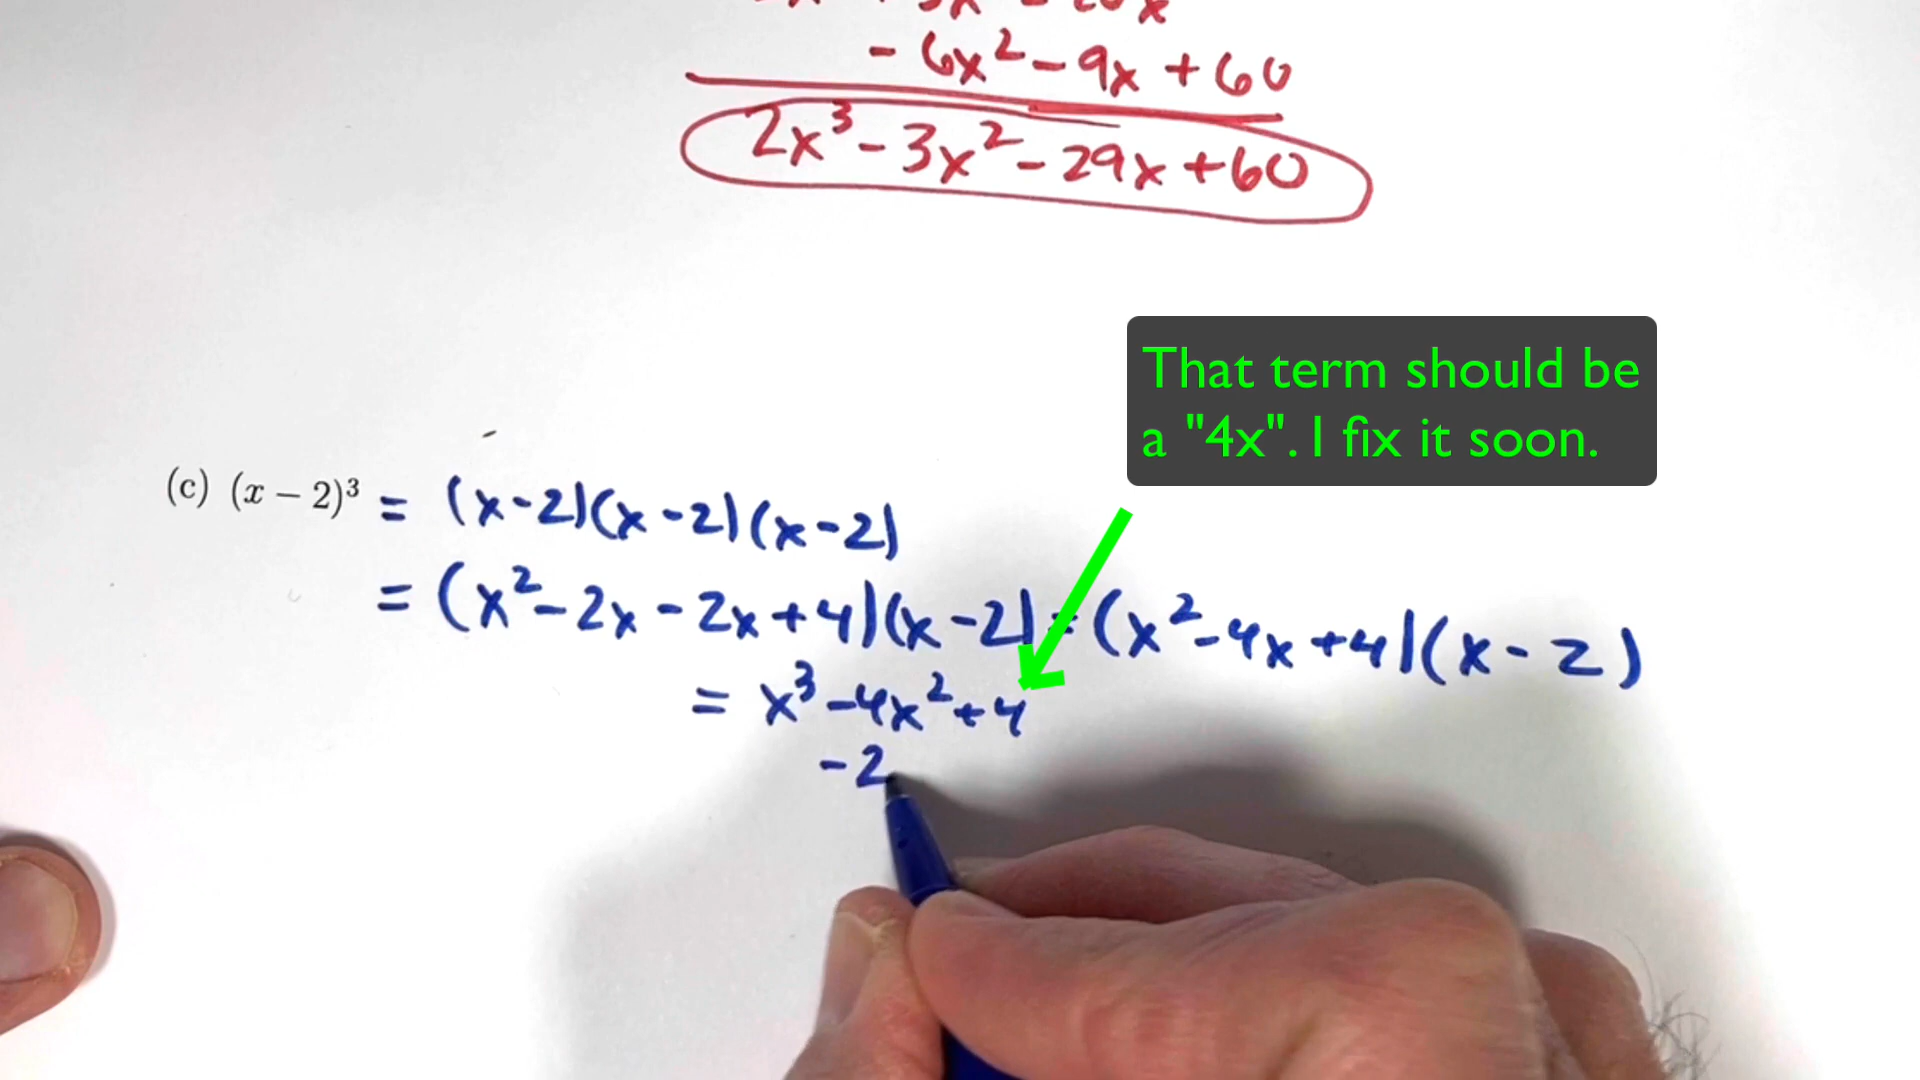 - 6x² - 9x + 60
2x³ - 3x² - 29x + 60
That term should be
a "4x". I fix it soon.
(c) (x − 2)³ = (x-2)(x-2)(x-2)
= (x² - 2x - 2x + 4)(x - 2) = (x² - 4x + 4)(x - 2)
= x³ - 4x² + 4
- 2